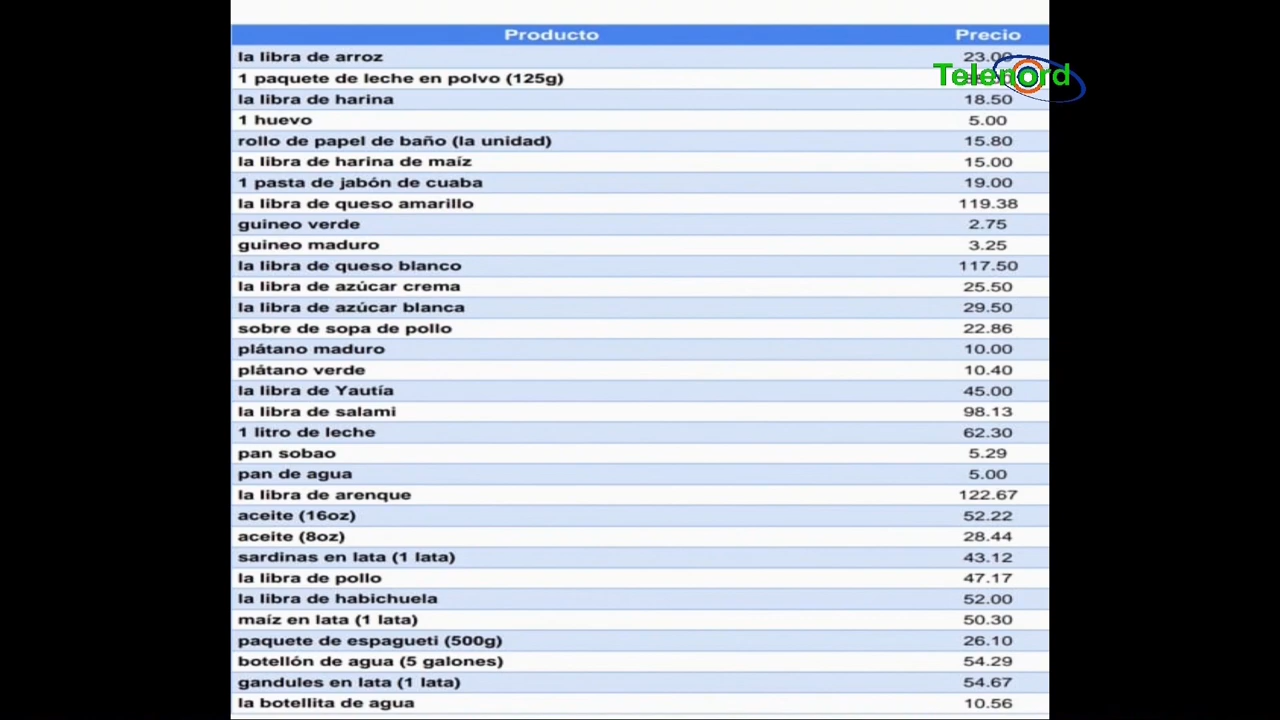 Producto Precio
la libra de arroz 23.00
1 paquete de leche en polvo (125g)
Telenord
la libra de harina 18.50
1 huevo 5.00
rollo de papel de baño (la unidad) 15.80
la libra de harina de maíz 15.00
1 pasta de jabón de cuaba 19.00
la libra de queso amarillo 119.38
guineo verde 2.75
guineo maduro 3.25
la libra de queso blanco 117.50
la libra de azúcar crema 25.50
la libra de azúcar blanca 29.50
sobre de sopa de pollo 22.86
plátano maduro 10.00
plátano verde 10.40
la libra de Yautía 45.00
la libra de salami 98.13
1 litro de leche 62.30
pan sobao 5.29
pan de agua 5.00
la libra de arenque 122.67
aceite (16oz) 52.22
aceite (8oz) 28.44
sardinas en lata (1 lata) 43.12
la libra de pollo 47.17
la libra de habichuela 52.00
maíz en lata (1 lata) 50.30
paquete de espagueti (500g) 26.10
botellón de agua (5 galones) 54.29
gandules en lata (1 lata) 54.67
la botellita de agua 10.56